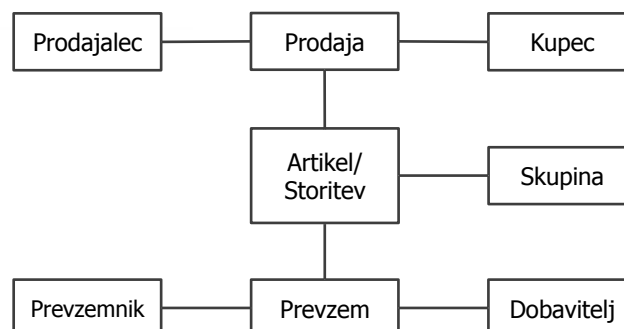 Prodajalec
Prodaja
Kupec
Artikel/
Storitev
Skupina
Prevzemnik
Prevzem
Dobavitelj